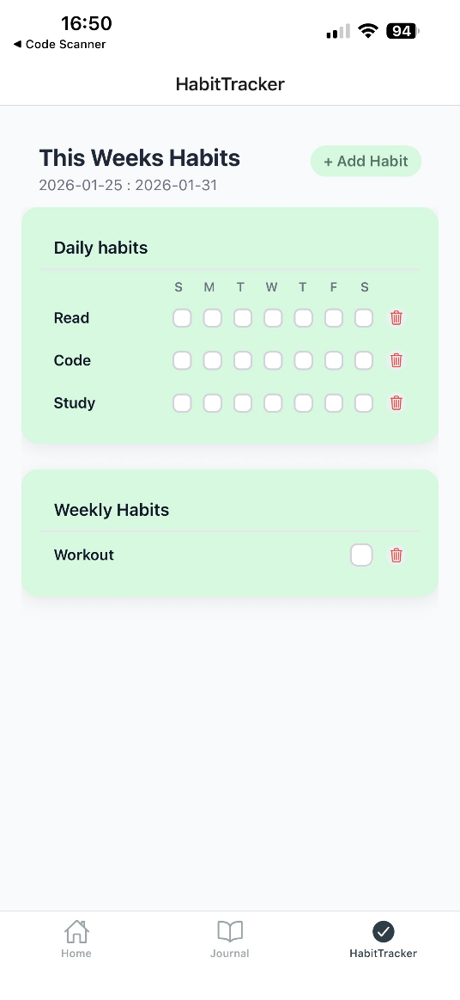 16:50
94
◀ Code Scanner
HabitTracker
This Weeks Habits
+ Add Habit
2026-01-25 : 2026-01-31
Daily habits
S M T W T F S
Read
Code
Study
Weekly Habits
Workout
Home Journal HabitTracker